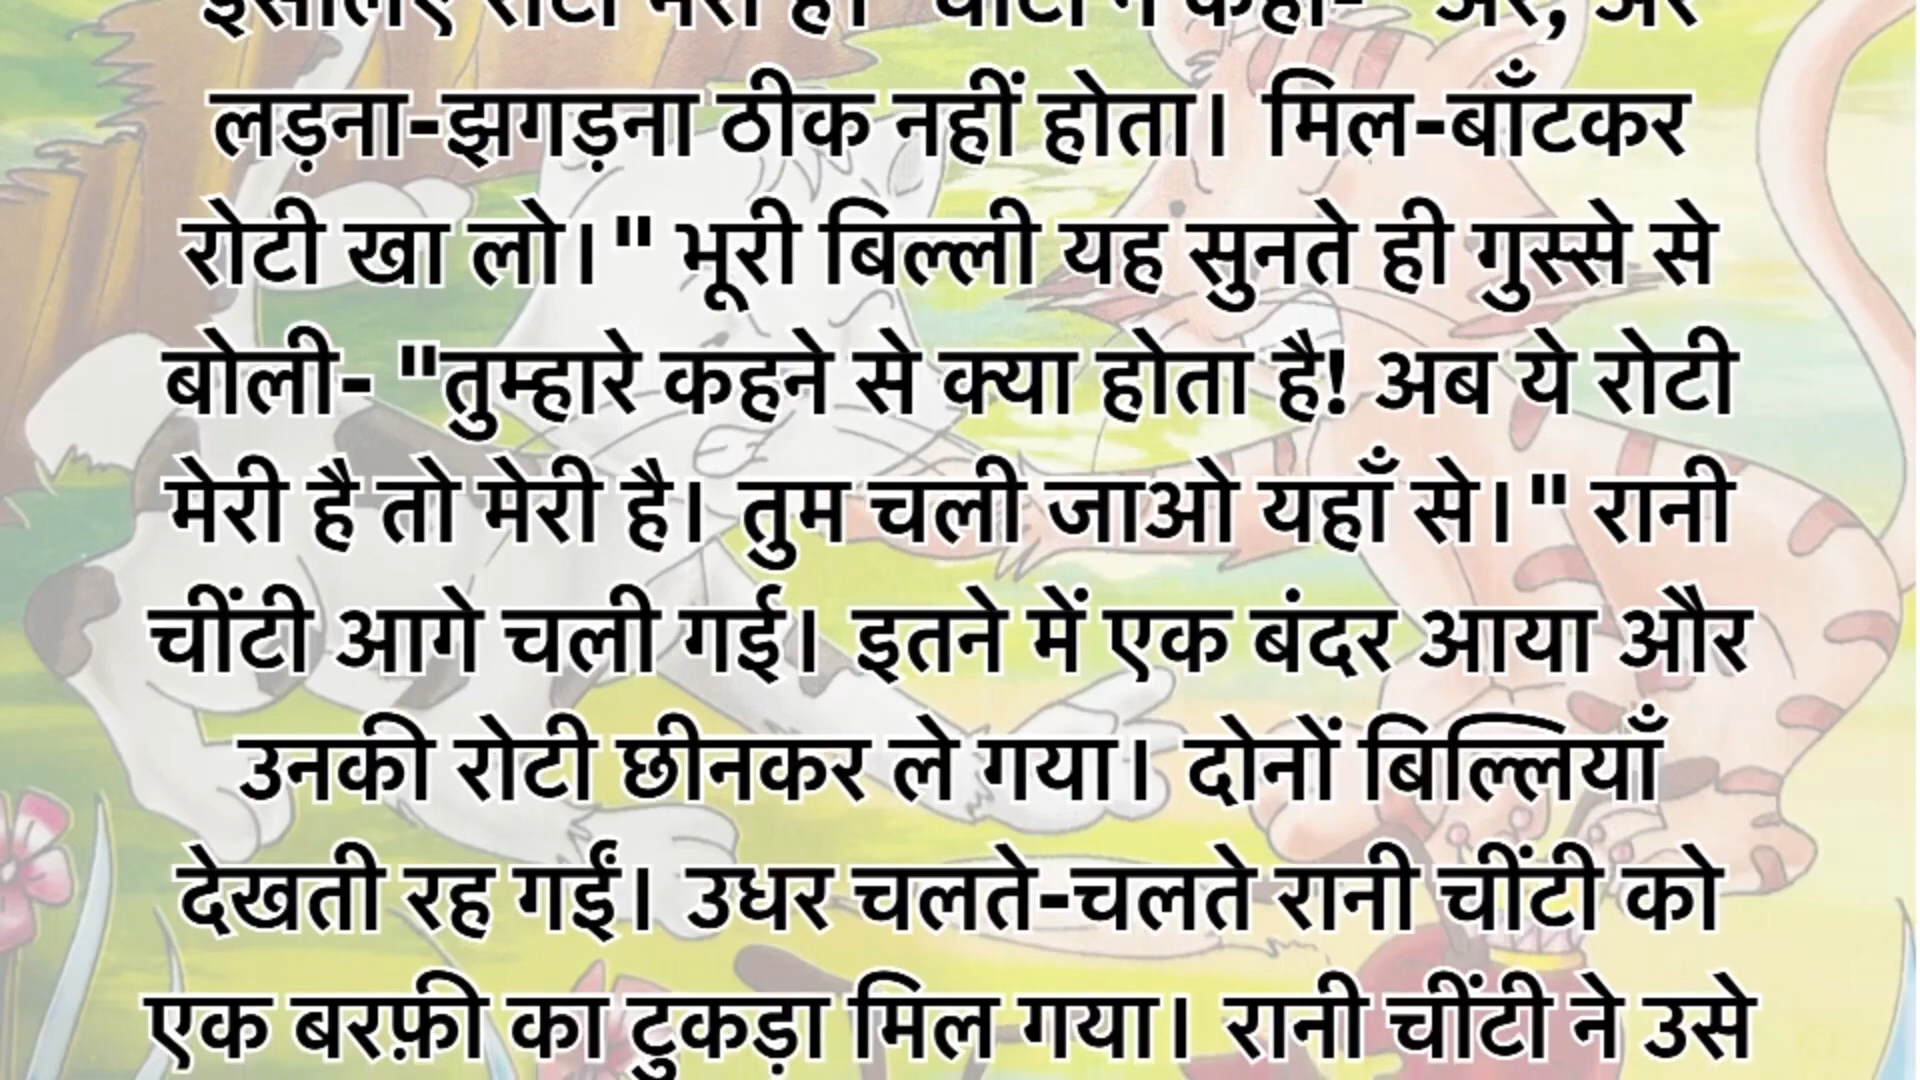 इसलिए रोटी मेरी है।" चींटी ने कहा- "अरे, अरे
लड़ना-झगड़ना ठीक नहीं होता। मिल-बाँटकर
रोटी खा लो।" भूरी बिल्ली यह सुनते ही गुस्से से
बोली- "तुम्हारे कहने से क्या होता है! अब ये रोटी
मेरी है तो मेरी है। तुम चली जाओ यहाँ से।" रानी
चींटी आगे चली गई। इतने में एक बंदर आया और
उनकी रोटी छीनकर ले गया। दोनों बिल्लियाँ
देखती रह गईं। उधर चलते-चलते रानी चींटी को
एक बरफ़ी का टुकड़ा मिल गया। रानी चींटी ने उसे